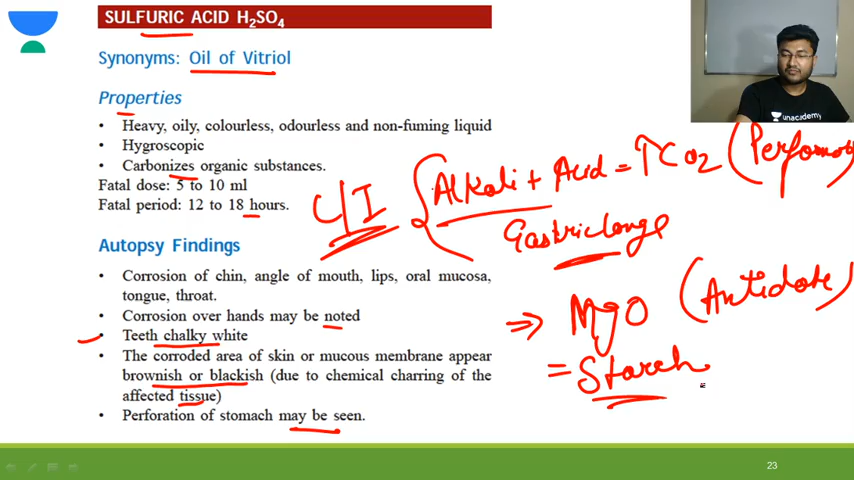 SULFURIC ACID H₂SO₄
Synonyms: Oil of Vitriol
Properties
• Heavy, oily, colourless, odourless and non-fuming liquid
• Hygroscopic
• Carbonizes organic substances.
Fatal dose: 5 to 10 ml
Fatal period: 12 to 18 hours.
Autopsy Findings
• Corrosion of chin, angle of mouth, lips, oral mucosa,
tongue, throat.
• Corrosion over hands may be noted
• Teeth chalky white
• The corroded area of skin or mucous membrane appear
brownish or blackish (due to chemical charring of the
affected tissue)
• Perforation of stomach may be seen.
C/I { Alkali + Acid = ↑CO₂ (
Gastric
⇒ MgO (Antidote)
= Starch
unacademy
23